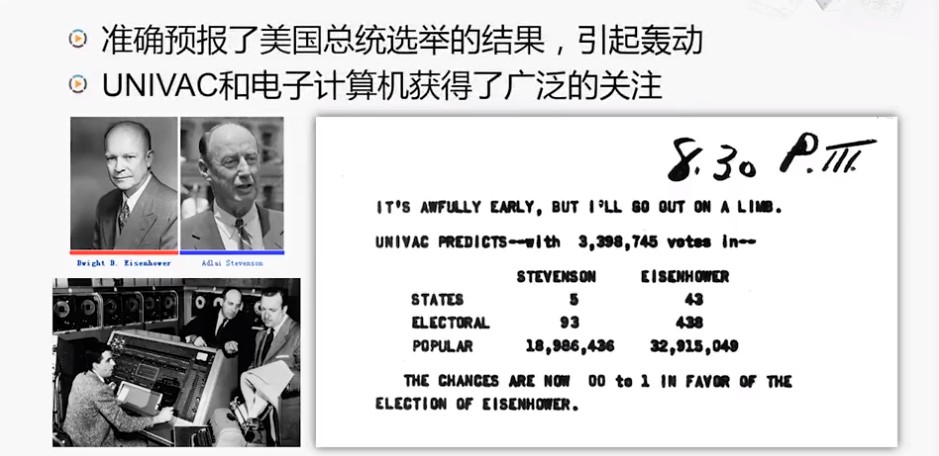 准确预报了美国总统选举的结果，引起轰动
UNIVAC和电子计算机获得了广泛的关注
Dwight D. Eisenhower
Adlai Stevenson
8.30 P.M.
IT'S AWFULLY EARLY, BUT I'LL GO OUT ON A LIMB.
UNIVAC PREDICTS--with 3,398,745 votes in--
STEVENSON EISENHOWER
STATES 5 43
ELECTORAL 93 438
POPULAR 18,986,436 32,915,049
THE CHANCES ARE NOW 00 to 1 IN FAVOR OF THE
ELECTION OF EISENHOWER.